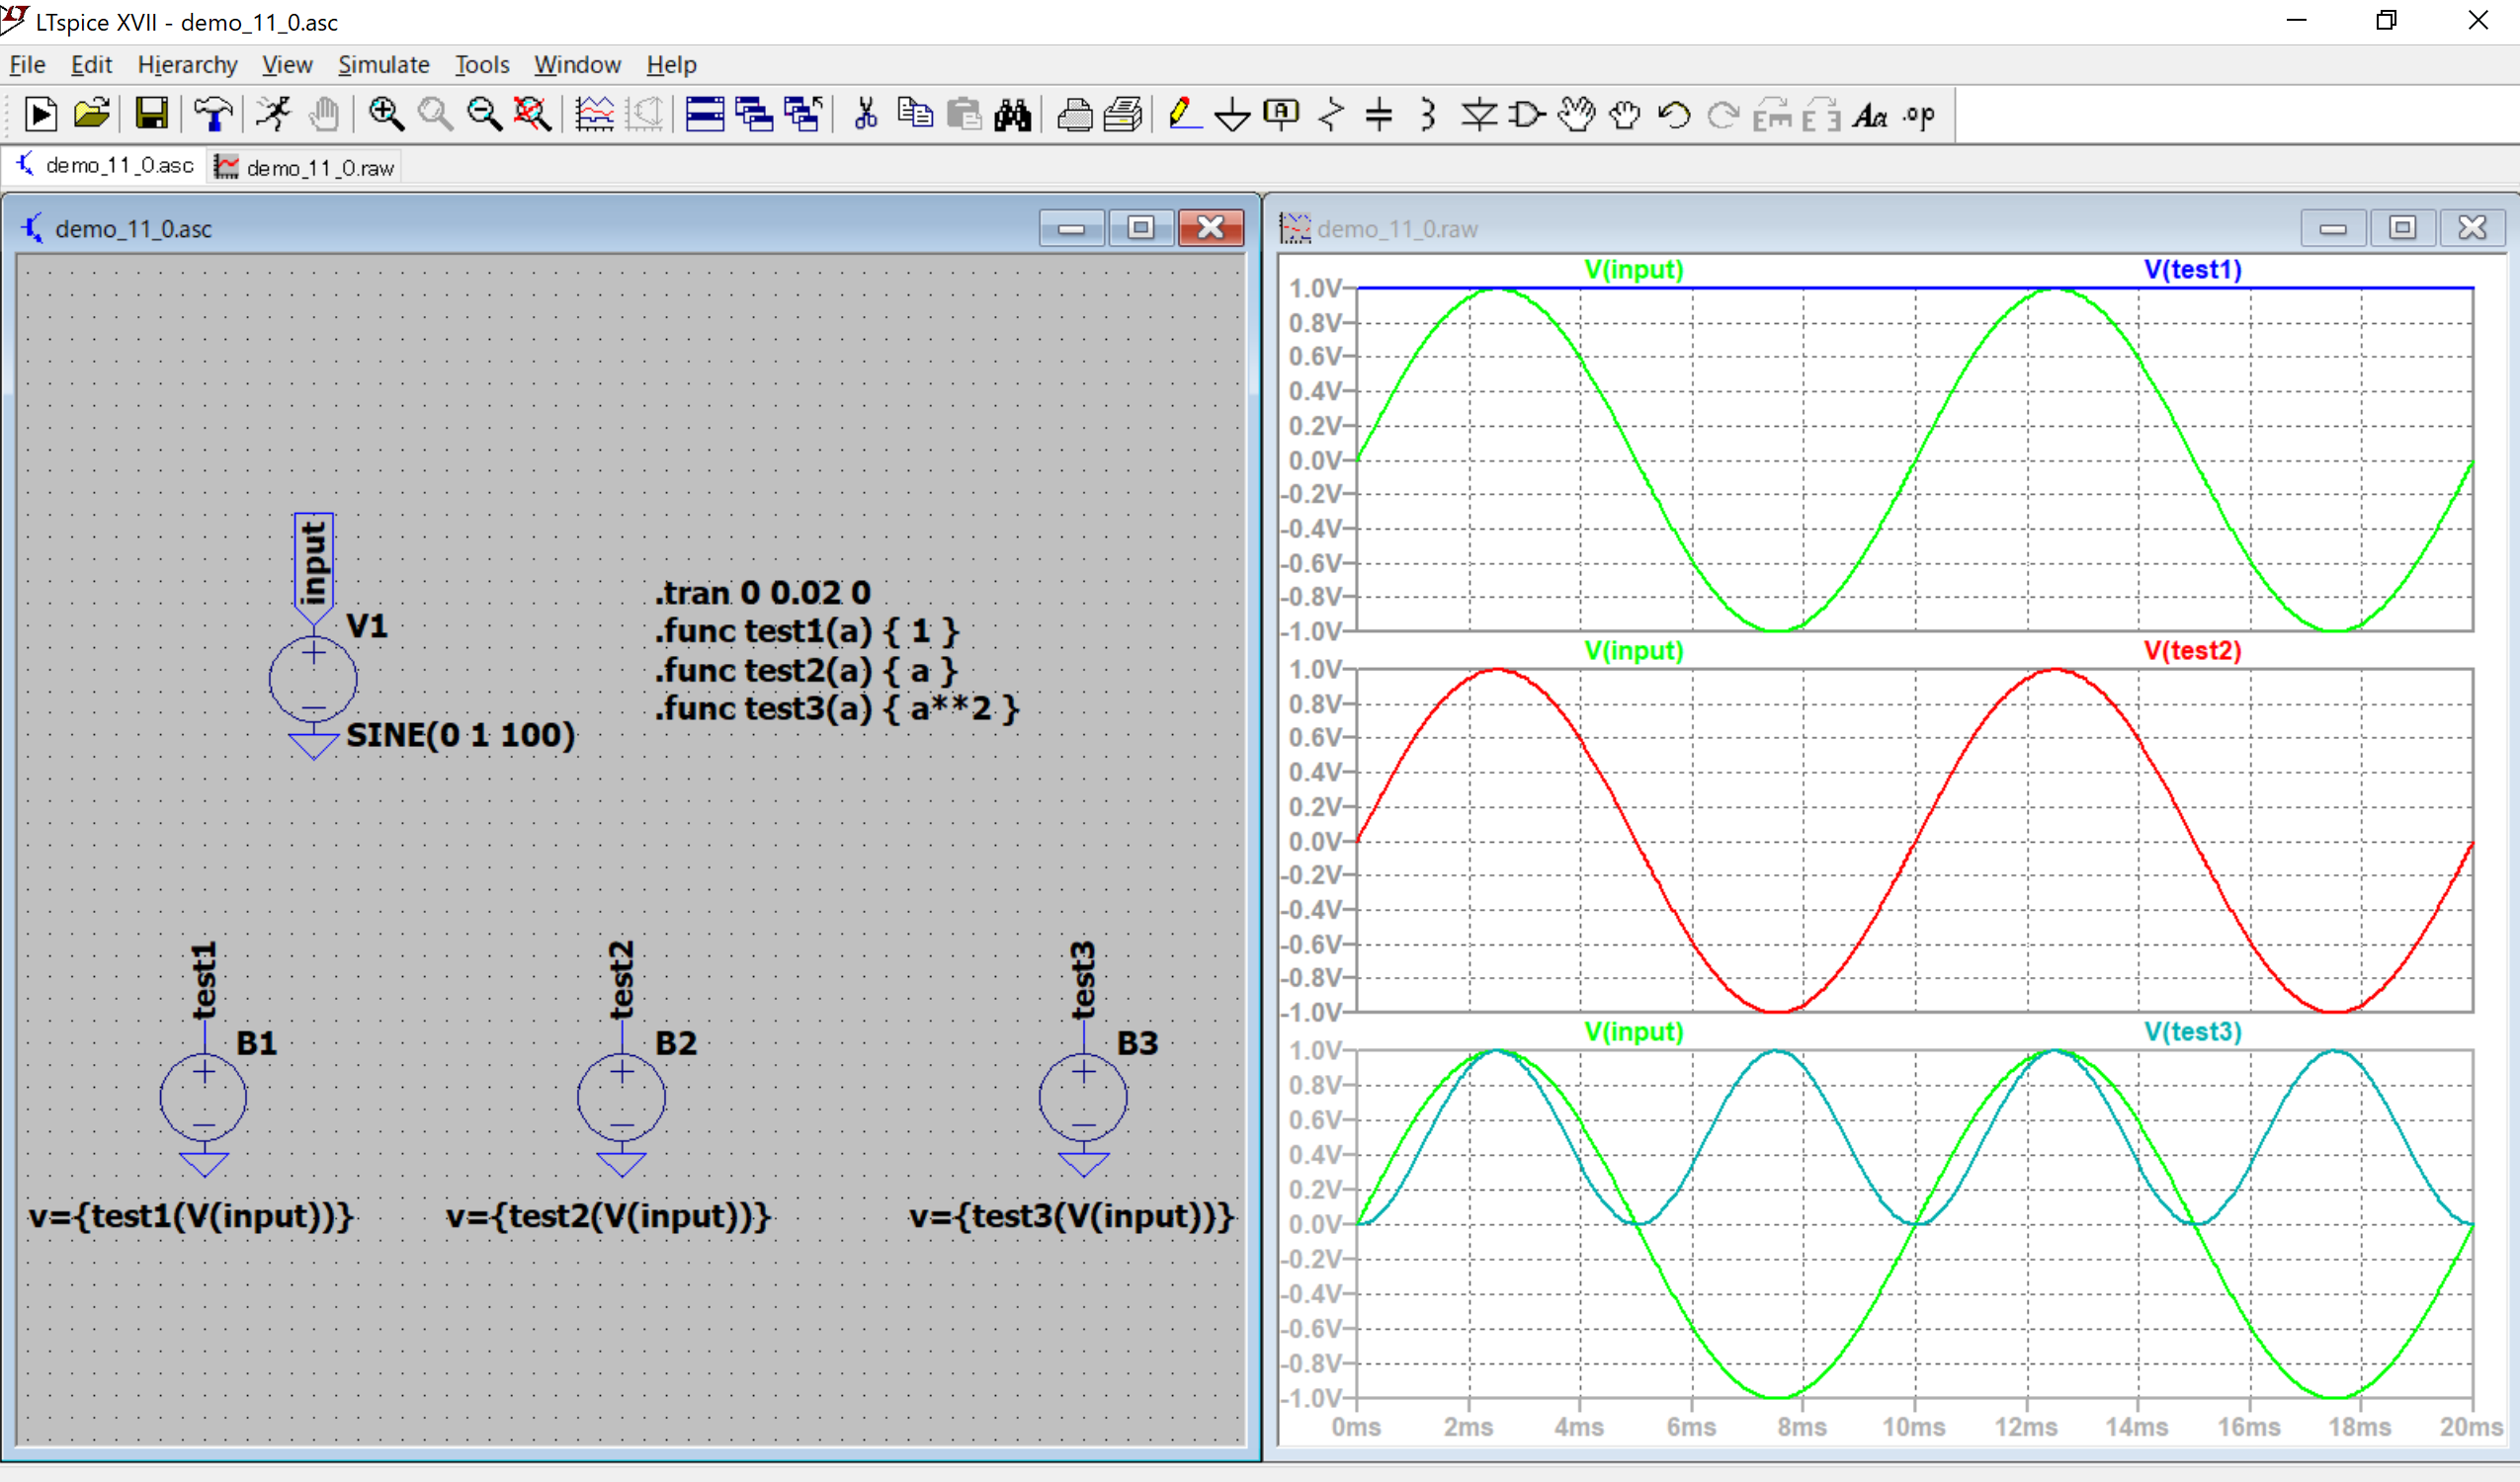 LTspice XVII - demo_11_0.asc
File Edit Hierarchy View Simulate Tools Window Help
A Aa .op
demo_11_0.asc demo_11_0.raw
demo_11_0.asc
input
V1
SINE(0 1 100)
.tran 0 0.02 0
.func test1(a) { 1 }
.func test2(a) { a }
.func test3(a) { a**2 }
test1
B1
v={test1(V(input))}
test2
B2
v={test2(V(input))}
test3
B3
v={test3(V(input))}
demo_11_0.raw
V(input) V(test1)
1.0V
0.8V
0.6V
0.4V
0.2V
0.0V
-0.2V
-0.4V
-0.6V
-0.8V
-1.0V
V(input) V(test2)
1.0V
0.8V
0.6V
0.4V
0.2V
0.0V
-0.2V
-0.4V
-0.6V
-0.8V
-1.0V
V(input) V(test3)
1.0V
0.8V
0.6V
0.4V
0.2V
0.0V
-0.2V
-0.4V
-0.6V
-0.8V
-1.0V
0ms 2ms 4ms 6ms 8ms 10ms 12ms 14ms 16ms 18ms 20ms